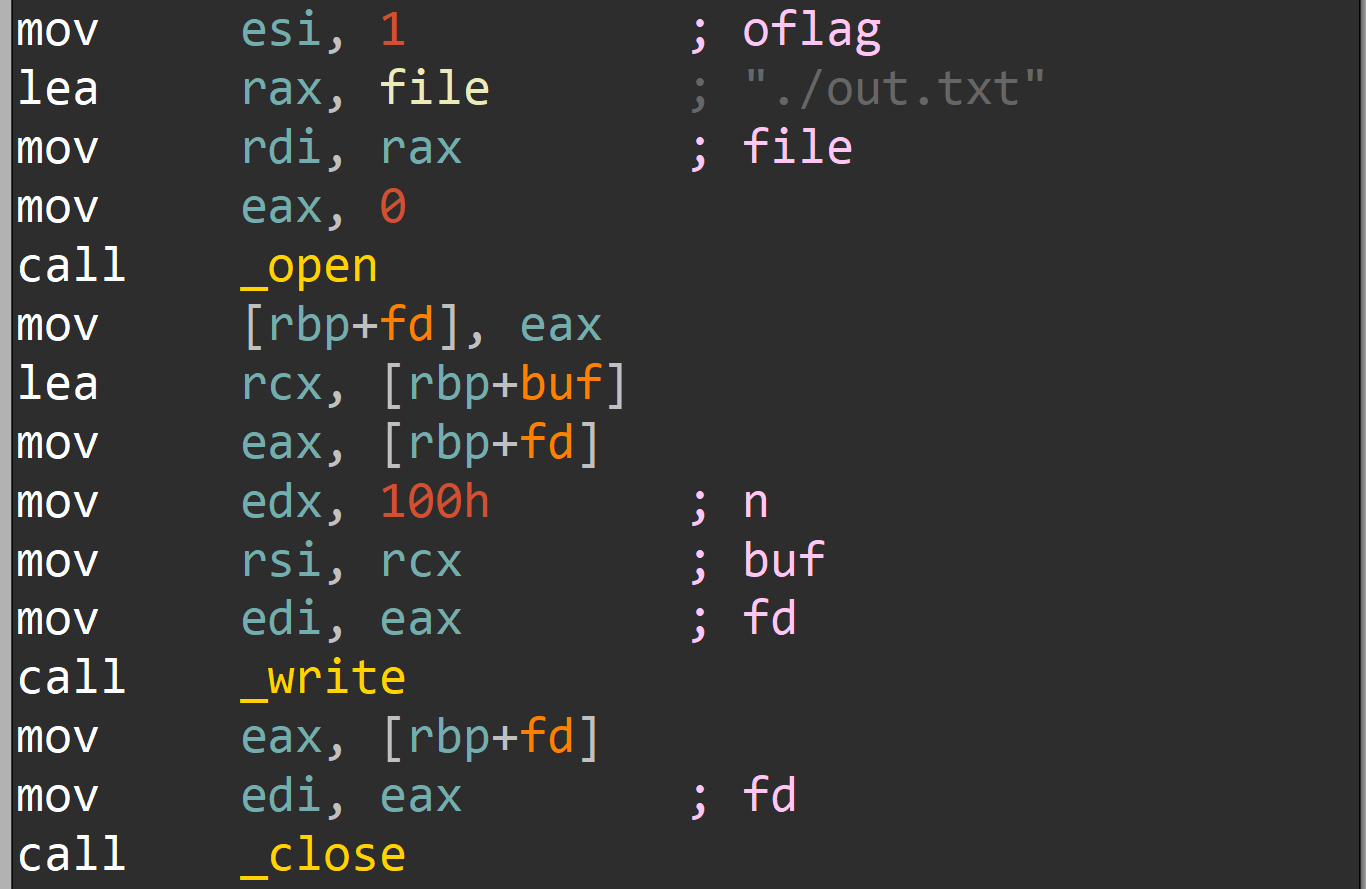 mov esi, 1 ; oflag
lea rax, file ; "./out.txt"
mov rdi, rax ; file
mov eax, 0
call _open
mov [rbp+fd], eax
lea rcx, [rbp+buf]
mov eax, [rbp+fd]
mov edx, 100h ; n
mov rsi, rcx ; buf
mov edi, eax ; fd
call _write
mov eax, [rbp+fd]
mov edi, eax ; fd
call _close